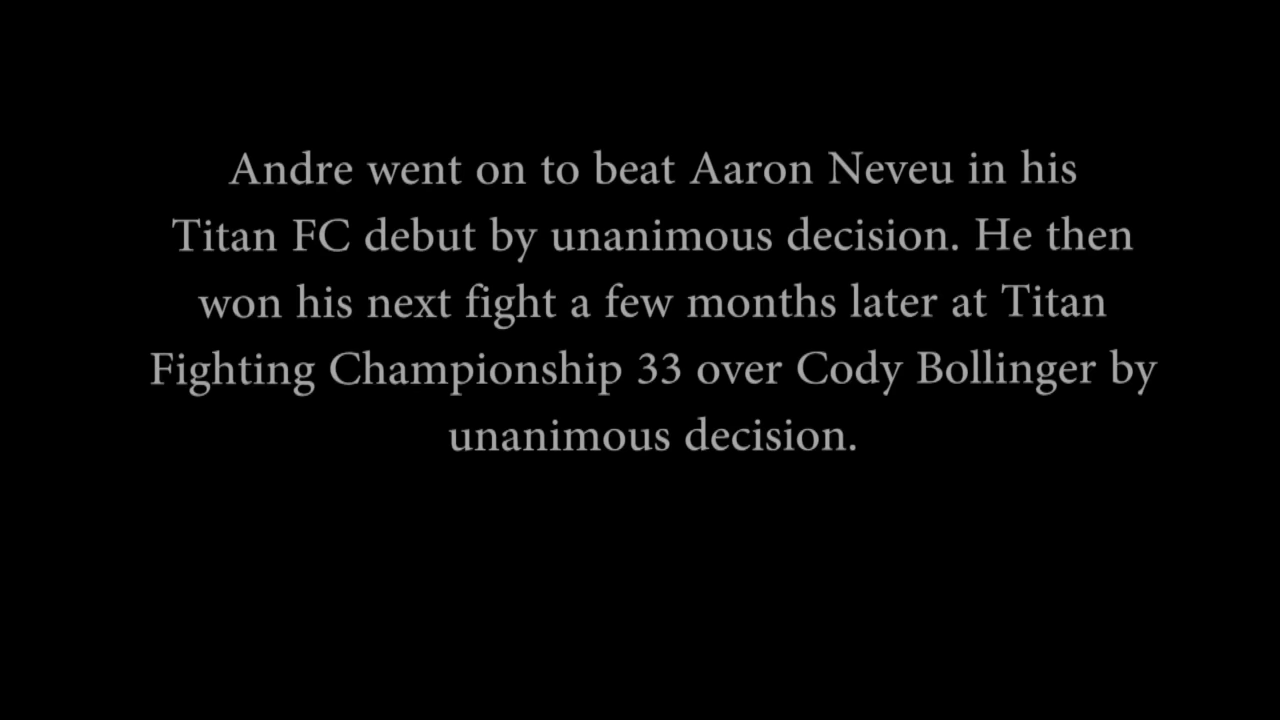 Andre went on to beat Aaron Neveu in his
Titan FC debut by unanimous decision. He then
won his next fight a few months later at Titan
Fighting Championship 33 over Cody Bollinger by
unanimous decision.